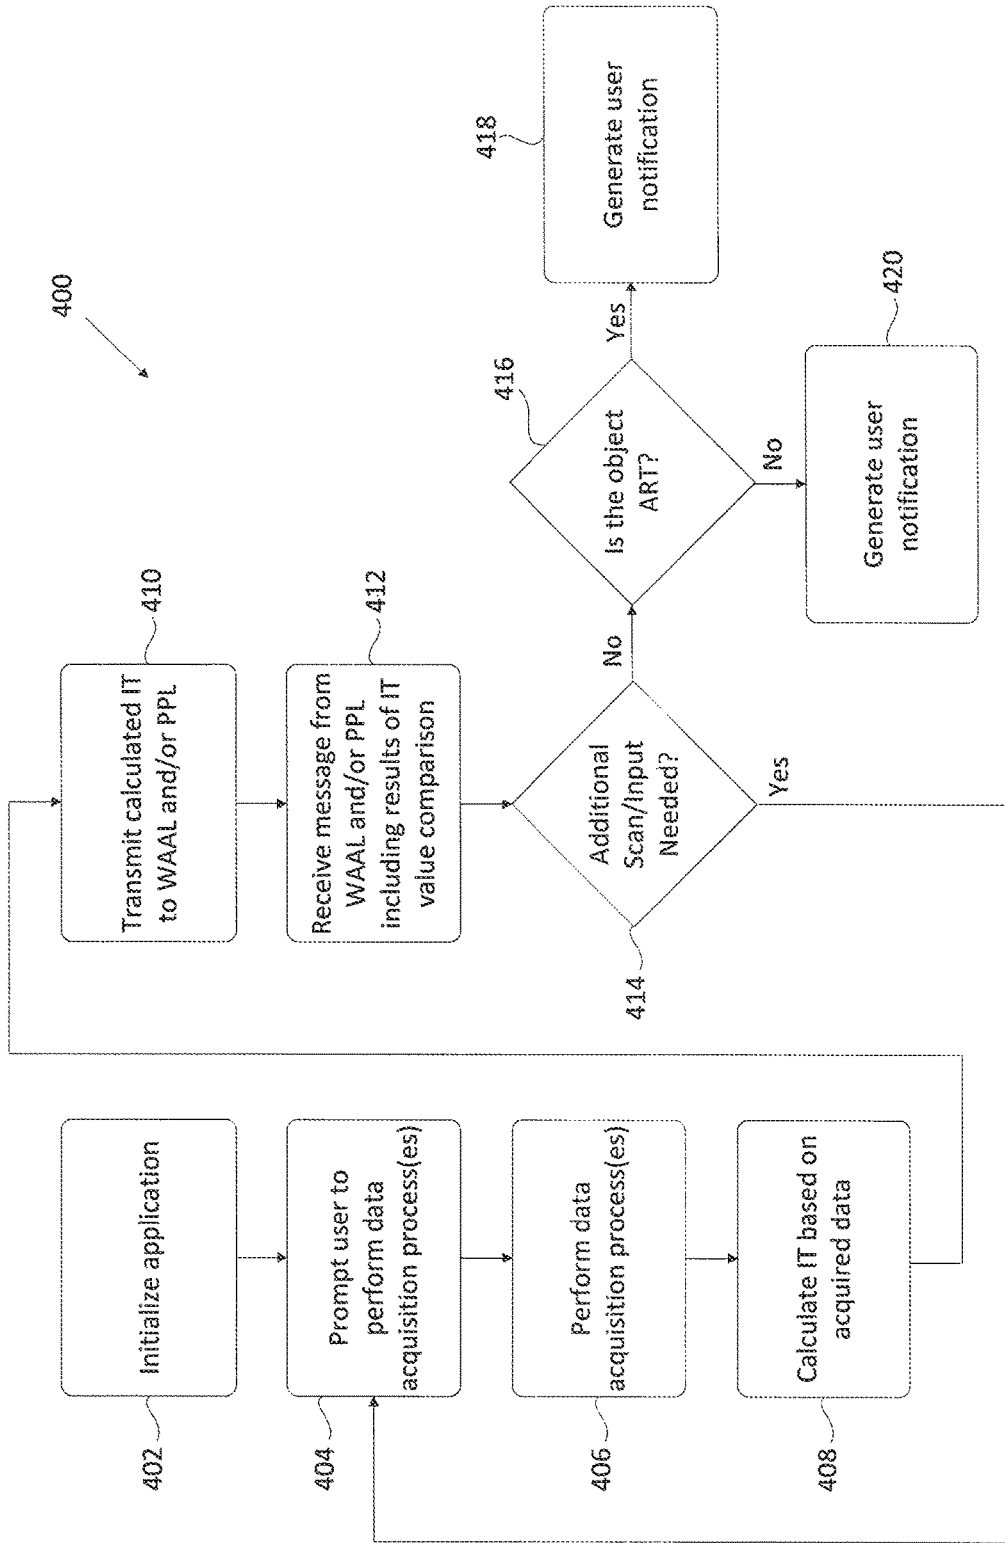 400
402
Initialize application
404
Prompt user to
perform data
acquisition process(es)
406
Perform data
acquisition process(es)
408
Calculate IT based on
acquired data
410
Transmit calculated IT
to WAAL and/or PPL
412
Receive message from
WAAL and/or PPL
including results of IT
value comparison
414
Additional
Scan/Input
Needed?
Yes
No
416
Is the object
ART?
Yes
No
418
Generate user
notification
420
Generate user
notification